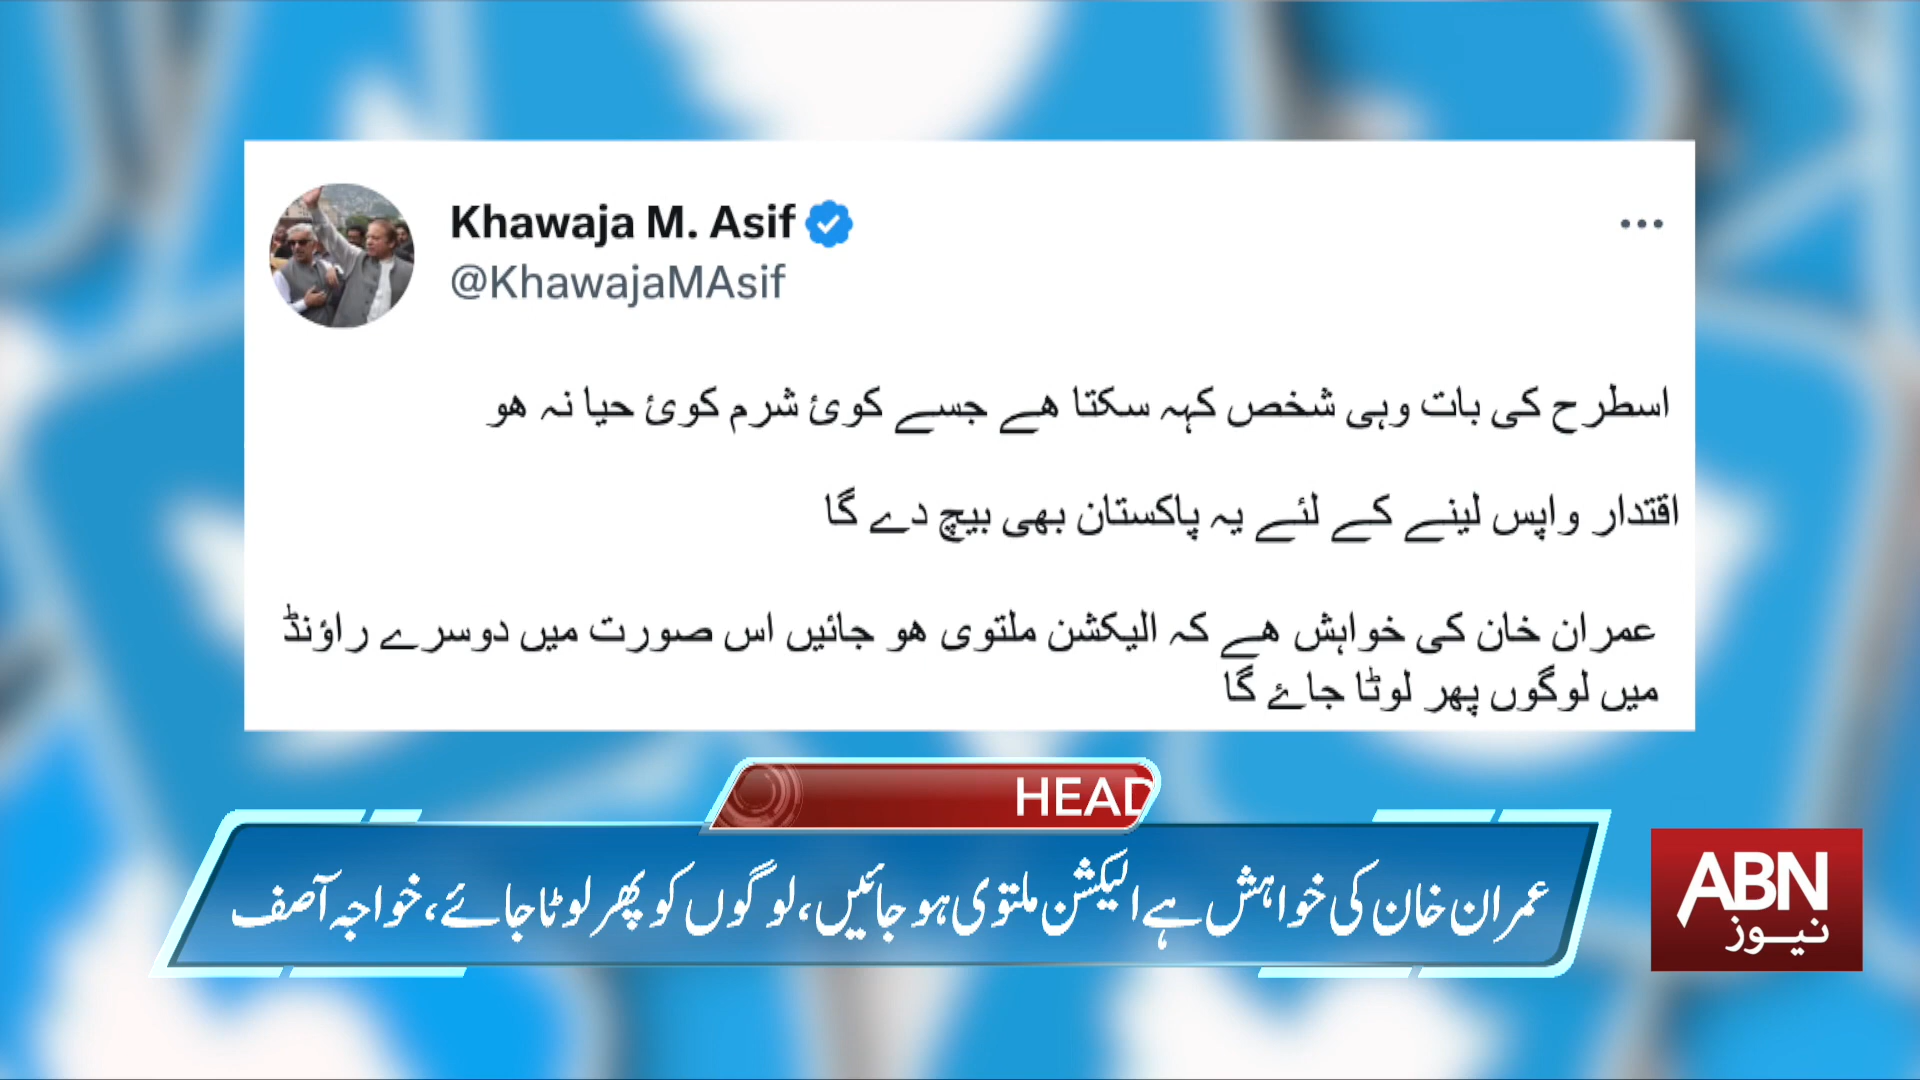 Khawaja M. Asif
@KhawajaMAsif
اسطرح کی بات وہی شخص کہہ سکتا ھے جسے کوئ شرم کوئ حیا نہ ھو
اقتدار واپس لینے کے لئے یہ پاکستان بھی بیچ دے گا
عمران خان کی خواہش ھے کہ الیکشن ملتوی ھو جائیں اس صورت میں دوسرے راؤنڈ
میں لوگوں پھر لوٹا جاۓ گا
HEAD
عمران خان کی خواہش ہے الیکشن ملتوی ہو جائیں، لوگوں کو پھر لوٹا جائے، خواجہ آصف
ABN
نیوز